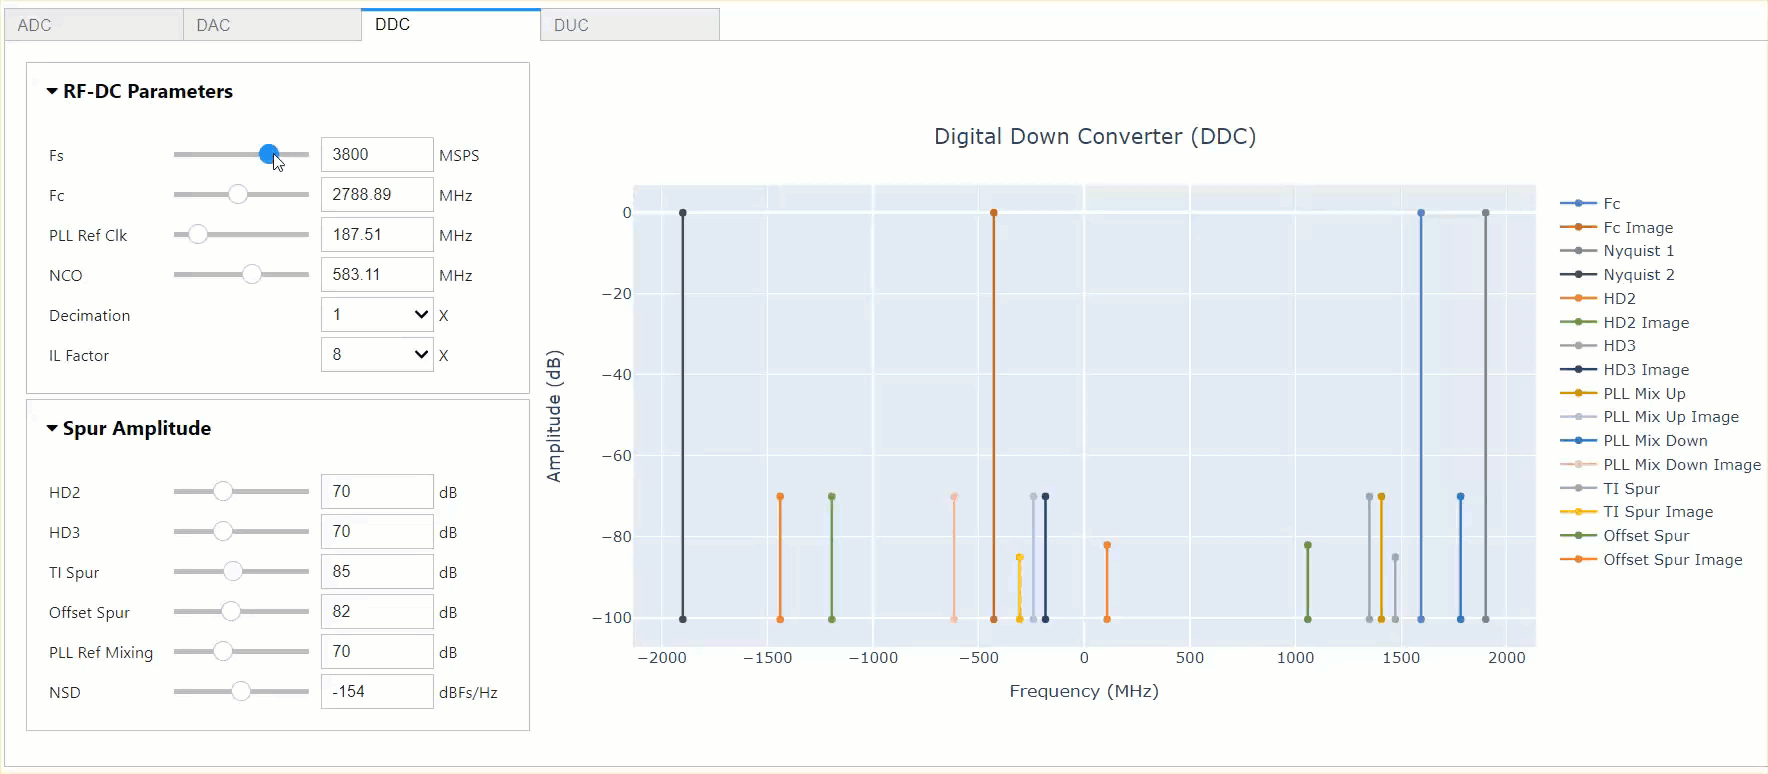 ADC DAC DDC DUC
RF-DC Parameters
Fs 3800 MSPS
Fc 2788.89 MHz
PLL Ref Clk 187.51 MHz
NCO 583.11 MHz
Decimation 1 X
IL Factor 8 X
Spur Amplitude
HD2 70 dB
HD3 70 dB
TI Spur 85 dB
Offset Spur 82 dB
PLL Ref Mixing 70 dB
NSD -154 dBFs/Hz
Digital Down Converter (DDC)
0
−20
−40
−60
−80
−100
Amplitude (dB)
−2000 −1500 −1000 −500 0 500 1000 1500 2000
Frequency (MHz)
Fc
Fc Image
Nyquist 1
Nyquist 2
HD2
HD2 Image
HD3
HD3 Image
PLL Mix Up
PLL Mix Up Image
PLL Mix Down
PLL Mix Down Image
TI Spur
TI Spur Image
Offset Spur
Offset Spur Image